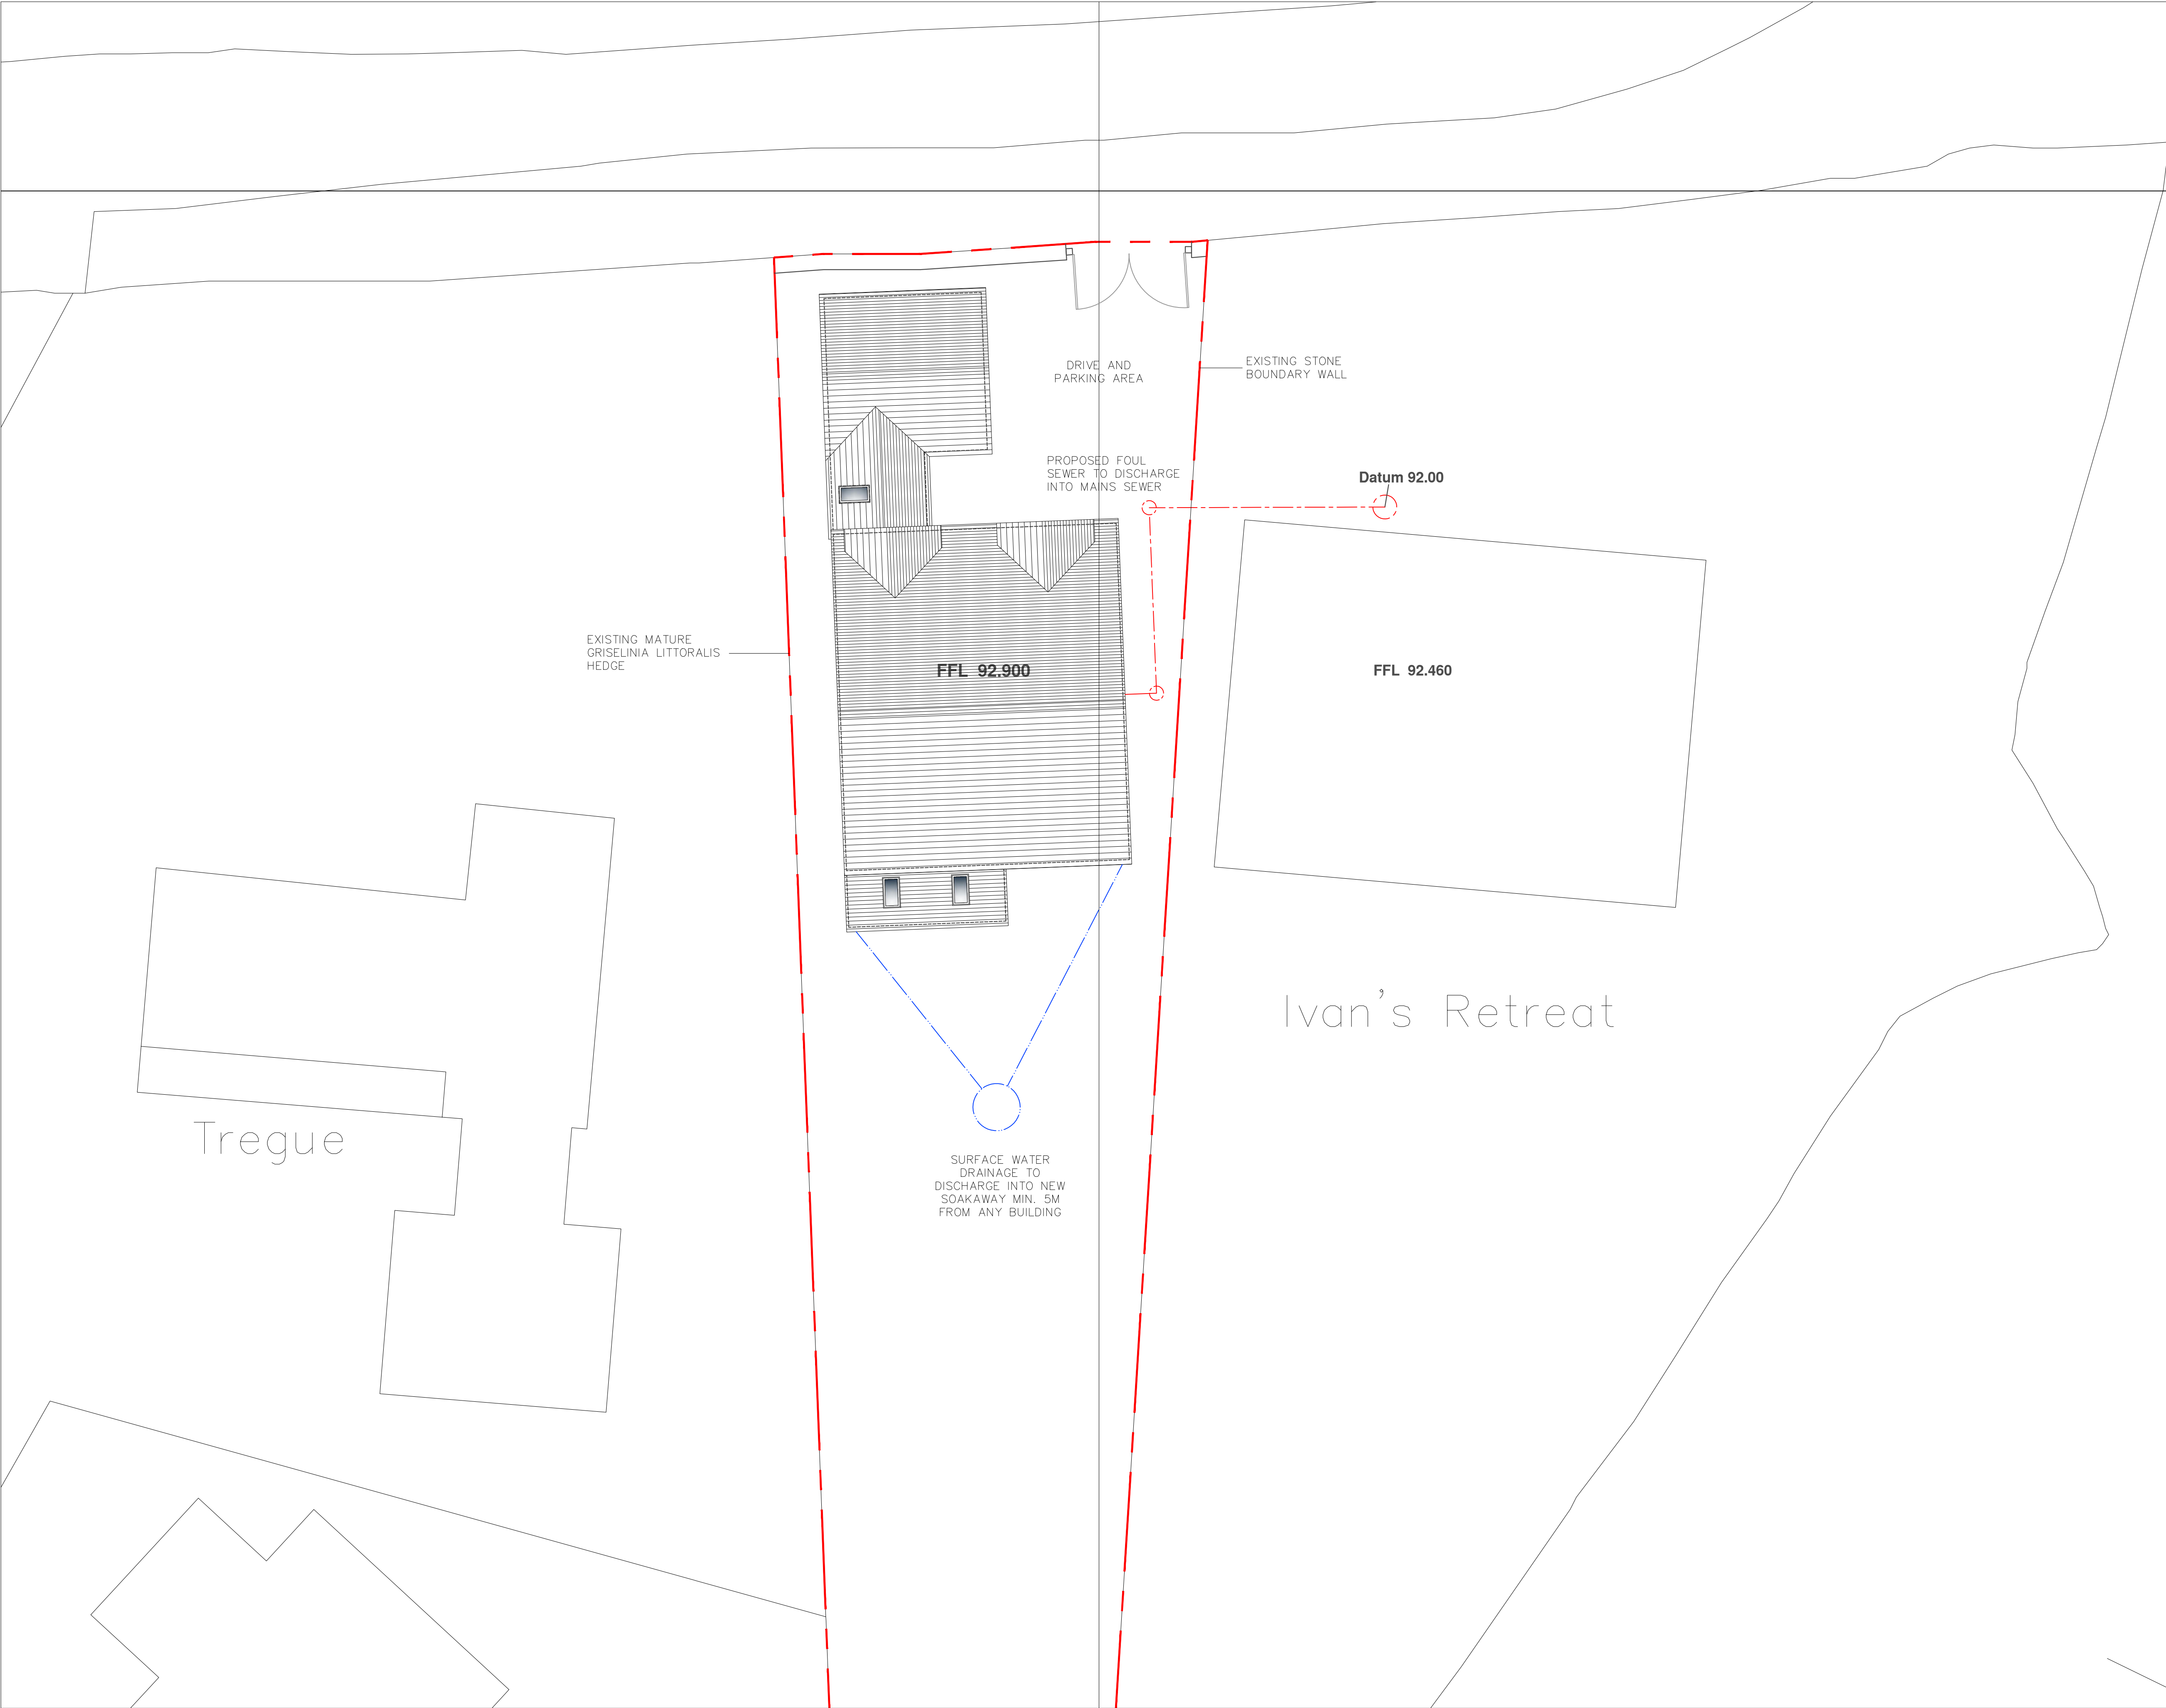 DRIVE AND
PARKING AREA
EXISTING STONE
BOUNDARY WALL
PROPOSED FOUL
SEWER TO DISCHARGE
INTO MAINS SEWER
Datum 92.00
EXISTING MATURE
GRISELINIA LITTORALIS
HEDGE
FFL 92.900
FFL 92.460
Ivan's Retreat
Tregue
SURFACE WATER
DRAINAGE TO
DISCHARGE INTO NEW
SOAKAWAY MIN. 5M
FROM ANY BUILDING